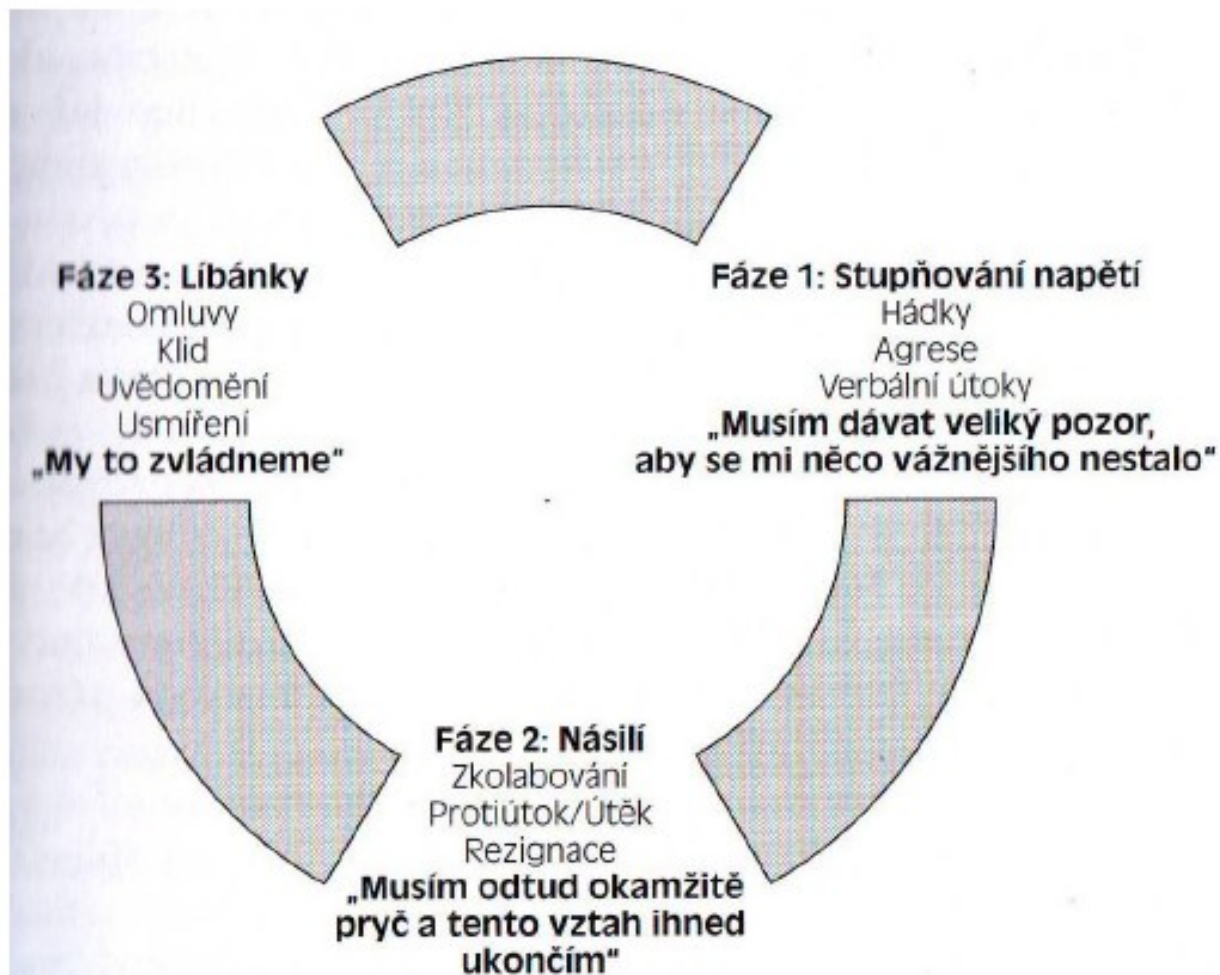 Fáze 3: Líbánky
Omluvy
Klid
Uvědomění
Usmíření
„My to zvládneme“
Fáze 1: Stupňování napětí
Hádky
Agrese
Verbální útoky
„Musím dávat veliký pozor,
aby se mi něco vážnějšího nestalo“
Fáze 2: Násilí
Zkolabování
Protiútok/Útěk
Rezignace
„Musím odtud okamžitě
pryč a tento vztah ihned
ukončím“